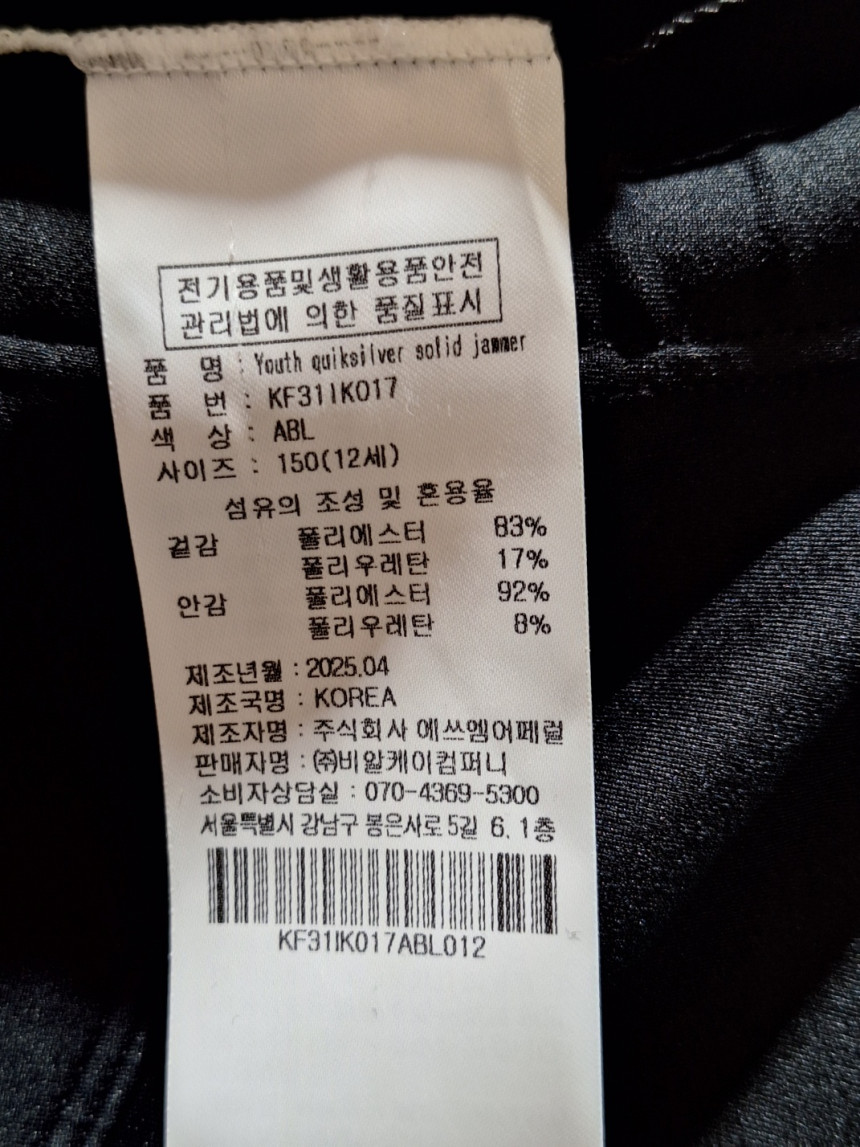 전기용품및생활용품안전
관리법에 의한 품질표시
품 명 : Youth quiksilver solid jammer
품 번 : KF31IK017
색 상 : ABL
사이즈 : 150(12세)
섬유의 조성 및 혼용율
겉감 폴리에스터 83%
폴리우레탄 17%
안감 폴리에스터 92%
폴리우레탄 8%
제조년월 : 2025.04
제조국명 : KOREA
제조자명 : 주식회사 에쓰엠어페럴
판매자명 : ㈜비알케이컴퍼니
소비자상담실 : 070-4369-5300
서울특별시 강남구 봉은사로5길 6, 1층
KF31IK017ABL012